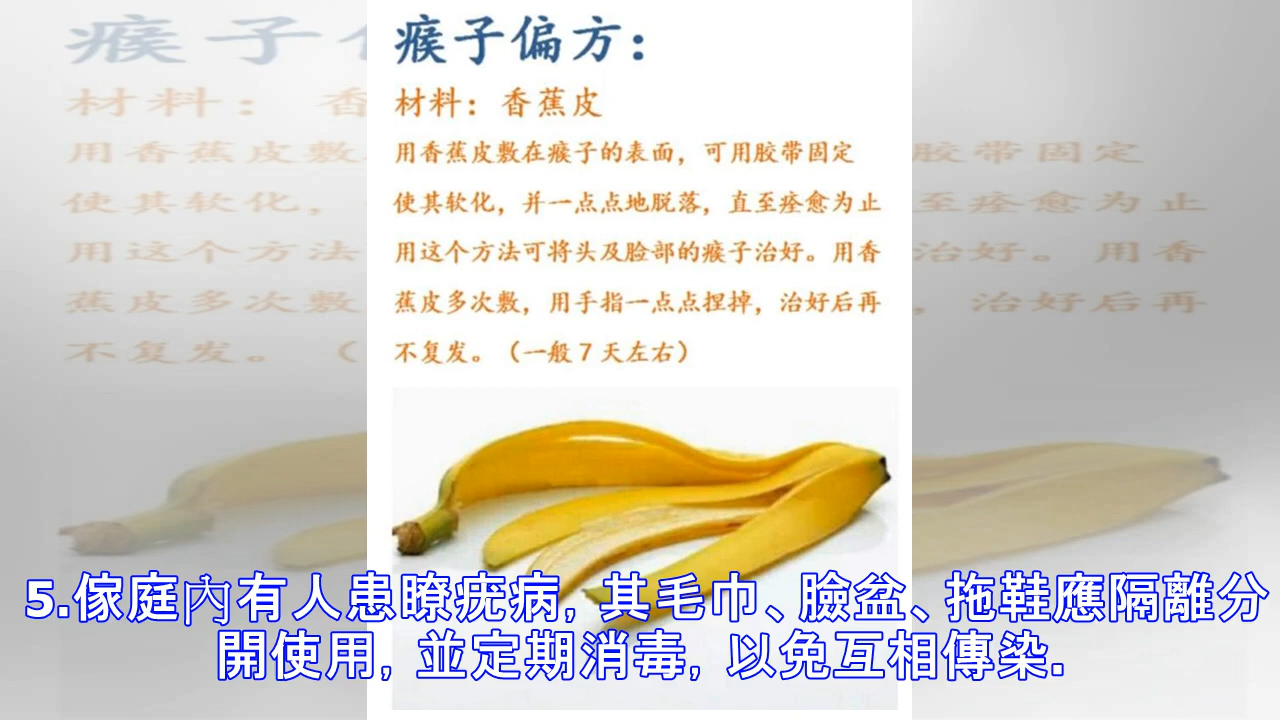 瘊子偏方：
材料：香蕉皮
用香蕉皮敷在瘊子的表面，可用胶带固定
使其软化，并一点点地脱落，直至痊愈为止
用这个方法可将头及脸部的瘊子治好。用香
蕉皮多次敷，用手指一点点捏掉，治好后再
不复发。（一般7天左右）
5.傢庭內有人患瞭疣病, 其毛巾、臉盆、拖鞋應隔離分
開使用, 並定期消毒, 以免互相傳染.